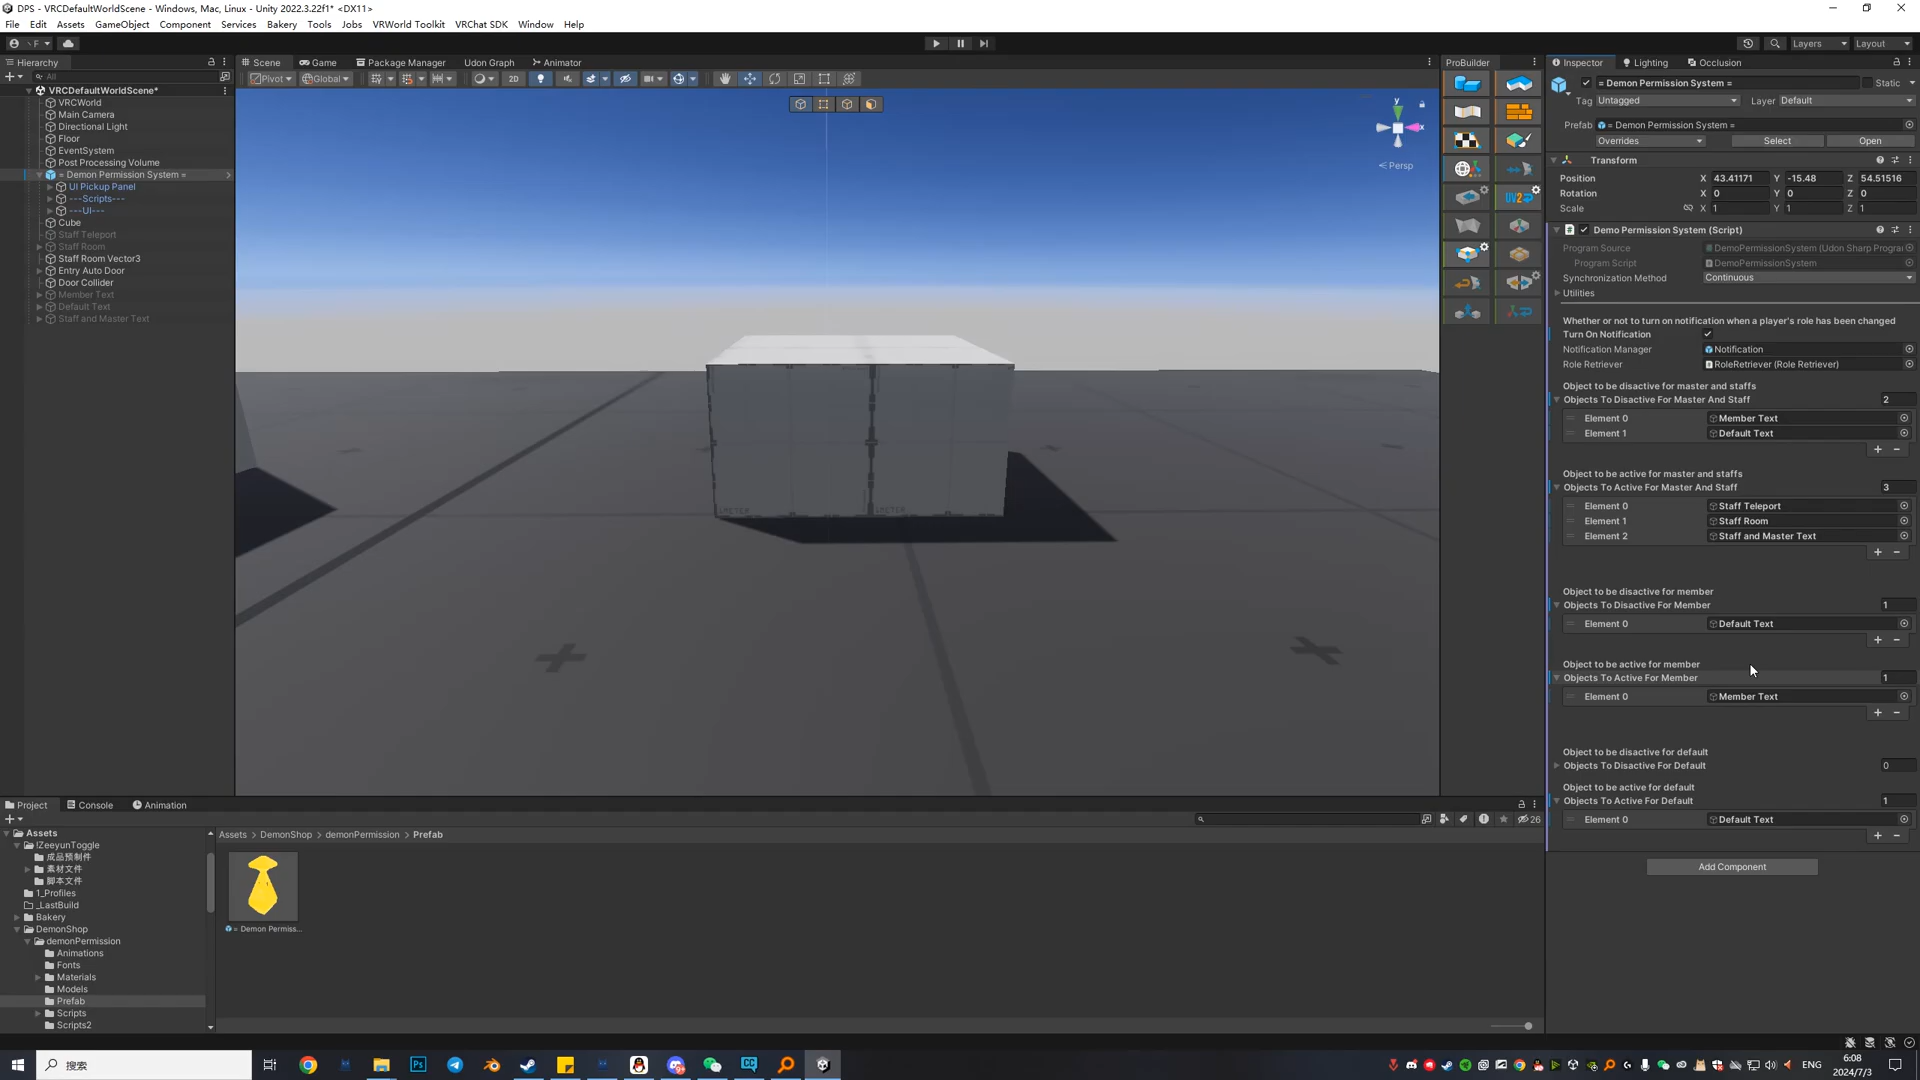 DPS - VRCDefaultWorldScene - Windows, Mac, Linux - Unity 2022.3.22f1* <DX11>
File Edit Assets GameObject Component Services Bakery Tools Jobs VRWorld Toolkit VRChat SDK Window Help
Layers Layout
Hierarchy
All
VRCDefaultWorldScene*
VRCWorld
Main Camera
Directional Light
Floor
EventSystem
Post Processing Volume
= Demon Permission System =
UI Pickup Panel
---Scripts---
---UI---
Cube
Staff Teleport
Staff Room
Staff Room Vector3
Entry Auto Door
Door Collider
Member Text
Default Text
Staff and Master Text
Scene Game Package Manager Udon Graph Animator
Pivot Global 2D
y
x
< Persp
ProBuilder
UV2
Inspector Lighting Occlusion
= Demon Permission System = Static
Tag Untagged Layer Default
Prefab = Demon Permission System =
Overrides Select Open
Transform
Position X 43.41171 Y -15.48 Z 54.51516
Rotation X 0 Y 0 Z 0
Scale X 1 Y 1 Z 1
Demo Permission System (Script)
Program Source DemoPermissionSystem (Udon Sharp Progra
Program Script DemoPermissionSystem
Synchronization Method Continuous
Utilities
Whether or not to turn on notification when a player's role has been changed
Turn On Notification
Notification Manager Notification
Role Retriever RoleRetriever (Role Retriever)
Object to be disactive for master and staffs
Objects To Disactive For Master And Staff 2
Element 0 Member Text
Element 1 Default Text
+ -
Object to be active for master and staffs
Objects To Active For Master And Staff 3
Element 0 Staff Teleport
Element 1 Staff Room
Element 2 Staff and Master Text
+ -
Object to be disactive for member
Objects To Disactive For Member 1
Element 0 Default Text
+ -
Object to be active for member
Objects To Active For Member 1
Element 0 Member Text
+ -
Object to be disactive for default
Objects To Disactive For Default 0
Object to be active for default
Objects To Active For Default 1
Element 0 Default Text
+ -
Add Component
Project Console Animation
26
Assets
!ZeeyunToggle
成品预制件
素材文件
脚本文件
1_Profiles
_LastBuild
Bakery
DemonShop
demonPermission
Animations
Fonts
Materials
Models
Prefab
Scripts
Scripts2
Assets > DemonShop > demonPermission > Prefab
= Demon Permiss...
搜索
Ps
CC
ENG
6:08
2024/7/3